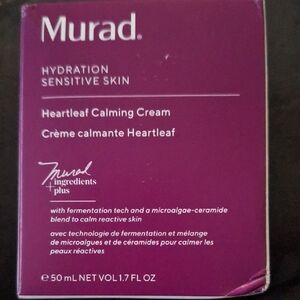 Murad.
HYDRATION
SENSITIVE SKIN
Heartleaf Calming Cream
Crème calmante Heartleaf
Murad
+ ingredients
plus
with fermentation tech and a microalgae-ceramide
blend to calm reactive skin
avec technologie de fermentation et mélange
de microalgues et de céramides pour calmer les
peaux réactives
℮ 50 mL NET VOL 1.7 FL OZ